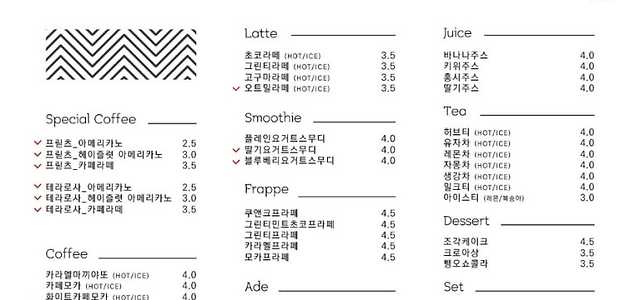 Special Coffee
프릳츠_아메리카노 2.5
프릳츠_헤이즐럿 아메리카노 3.0
프릳츠_카페라떼 3.5
테라로사_아메리카노 2.5
테라로사_헤이즐럿 아메리카노 3.0
테라로사_카페라떼 3.5
Coffee
카라멜마끼야또 (HOT/ICE) 4.0
카페모카 (HOT/ICE) 4.0
화이트카페모카 (HOT/ICE) 4.0
Latte
초코라떼 (HOT/ICE) 3.5
그린티라떼 (HOT/ICE) 3.5
고구마라떼 (HOT/ICE) 3.5
오트밀라떼 (HOT/ICE) 3.5
Smoothie
플레인요거트스무디 4.0
딸기요거트스무디 4.0
블루베리요거트스무디 4.0
Frappe
쿠앤크프라페 4.5
그린티민트초코프라페 4.5
그린티프라페 4.5
카라멜프라페 4.5
모카프라페 4.5
Ade
Juice
바나나주스 4.0
키위주스 4.0
홍시주스 4.0
딸기주스 4.0
Tea
허브티 (HOT/ICE) 4.0
유자차 (HOT/ICE) 4.0
레몬차 (HOT/ICE) 4.0
자몽차 (HOT/ICE) 4.0
생강차 (HOT/ICE) 4.0
밀크티 (HOT/ICE) 4.0
아이스티 (레몬/복숭아) 3.0
Dessert
조각케이크 4.5
크로아상 3.5
뺑오쇼콜라 3.5
Set